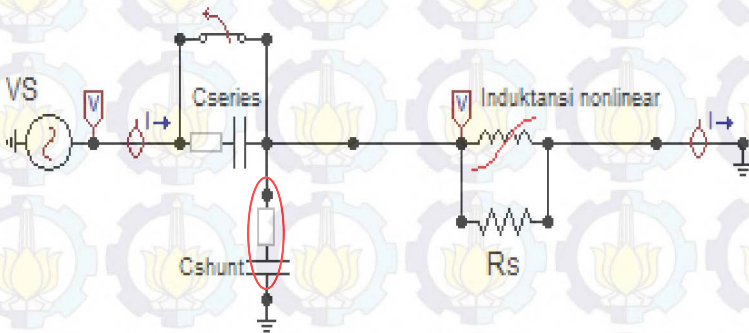 VS
V
I
Cseries
V
Induktansi nonlinear
I
Cshunt
Rs